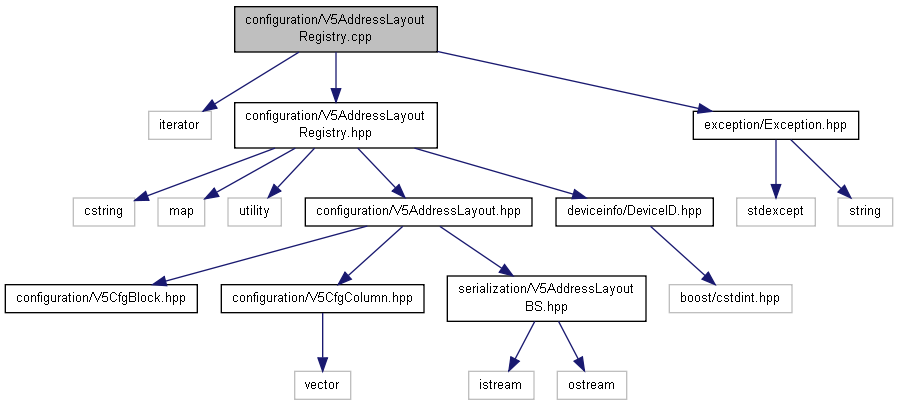 configuration/V5AddressLayout
Registry.cpp
iterator
configuration/V5AddressLayout
Registry.hpp
exception/Exception.hpp
cstring
map
utility
configuration/V5AddressLayout.hpp
deviceinfo/DeviceID.hpp
stdexcept
string
configuration/V5CfgBlock.hpp
configuration/V5CfgColumn.hpp
serialization/V5AddressLayout
BS.hpp
boost/cstdint.hpp
vector
istream
ostream